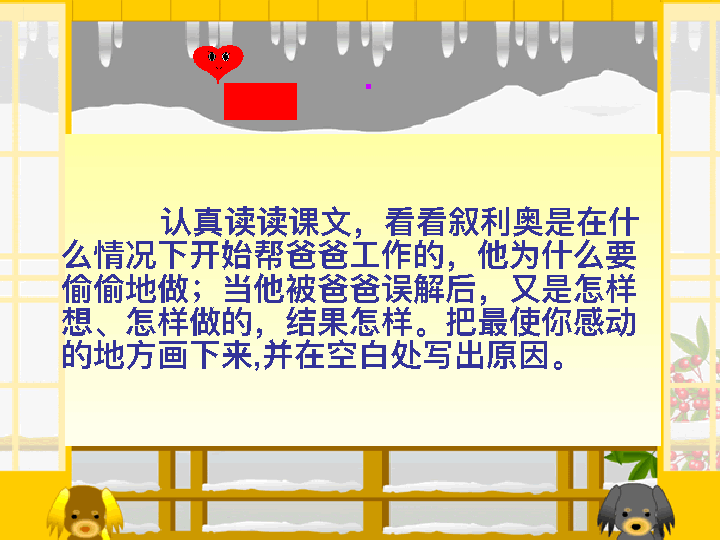 认真读读课文，看看叙利奥是在什
么情况下开始帮爸爸工作的，他为什么要
偷偷地做；当他被爸爸误解后，又是怎样
想、怎样做的，结果怎样。把最使你感动
的地方画下来,并在空白处写出原因。